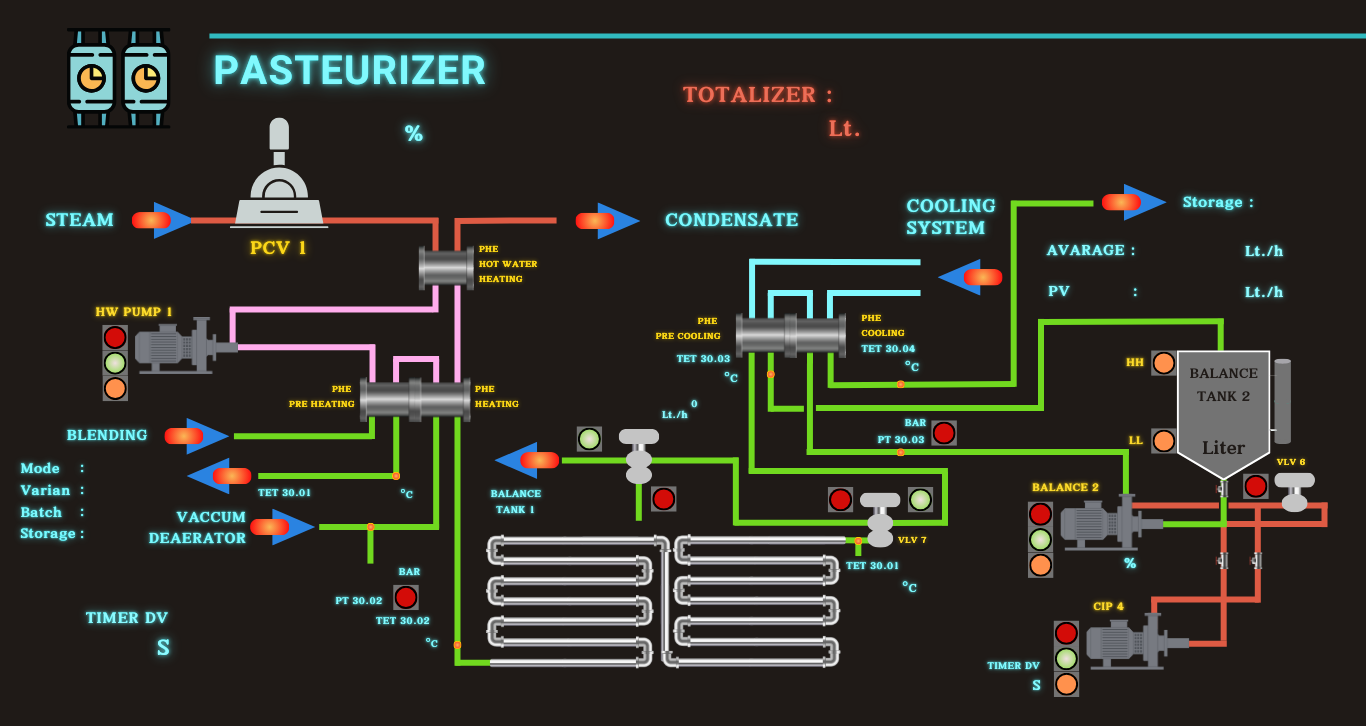 PASTEURIZER
TOTALIZER :
Lt.
%
STEAM
PCV 1
CONDENSATE
COOLING
SYSTEM
Storage :
AVARAGE :
Lt./h
PV :
Lt./h
PHE
HOT WATER
HEATING
HW PUMP 1
PHE
PRE COOLING
TET 30.03
°C
PHE
COOLING
TET 30.04
°C
HH
BALANCE
TANK 2
LL
Liter
VLV 6
PHE
PRE HEATING
PHE
HEATING
0
Lt./h
BAR
PT 30.03
BLENDING
Mode :
Varian :
Batch :
Storage :
TET 30.01
°C
VACCUM
DEAERATOR
BALANCE
TANK 1
BALANCE 2
%
VLV 7
TET 30.01
°C
BAR
PT 30.02
TET 30.02
°C
TIMER DV
S
CIP 4
TIMER DV
S